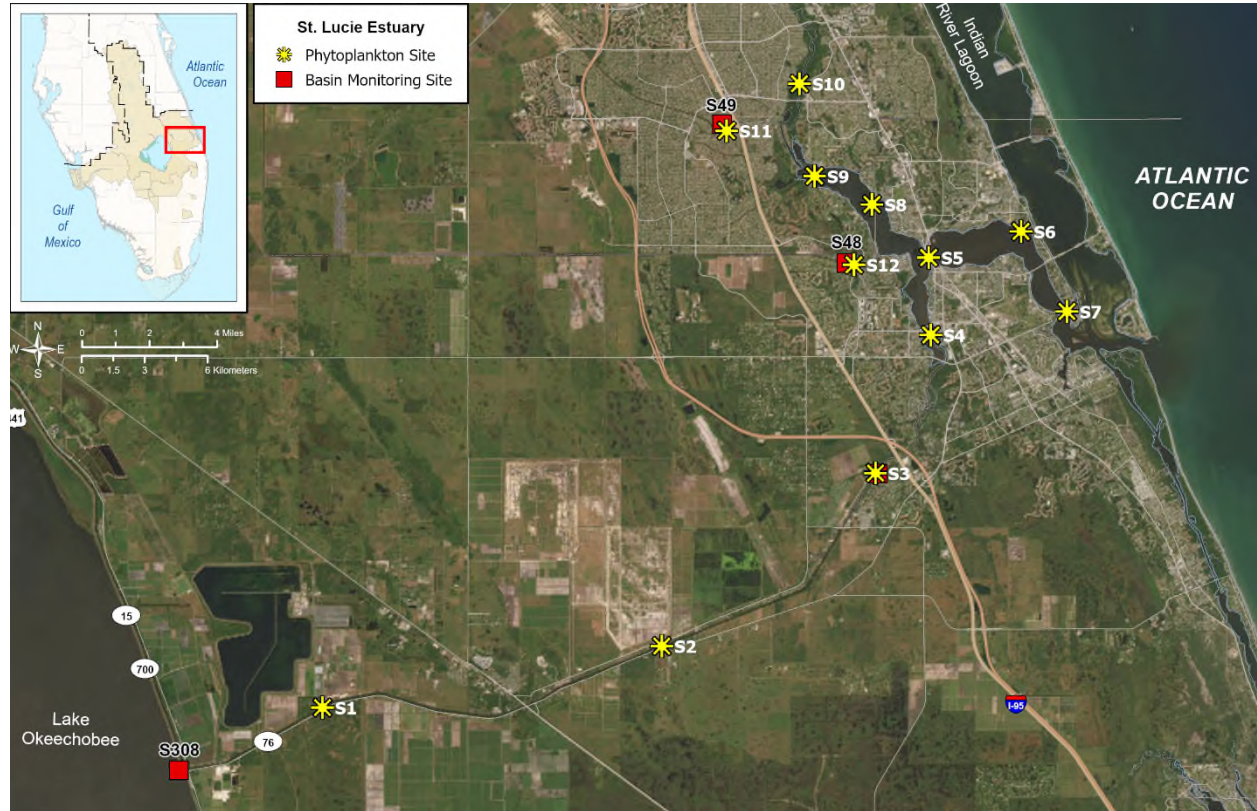 Atlantic
Ocean
Gulf
of
Mexico
St. Lucie Estuary
Phytoplankton Site
Basin Monitoring Site
Indian
River Lagoon
ATLANTIC
OCEAN
S10
S49
S11
S9
S8
S6
S48
S5
S12
S7
S4
N
W E
S
0 1 2 4 Miles
0 1.5 3 6 Kilometers
441
S3
15
S2
700
S1
I-95
Lake
Okeechobee
76
S308